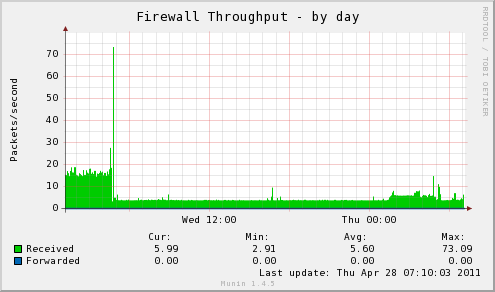 Firewall Throughput - by day
RRDTOOL / TOBI OETIKER
Packets/second
70
60
50
40
30
20
10
0
Wed 12:00 Thu 00:00
Cur: Min: Avg: Max:
Received 5.99 2.91 5.60 73.09
Forwarded 0.00 0.00 0.00 0.00
Last update: Thu Apr 28 07:10:03 2011
Munin 1.4.5